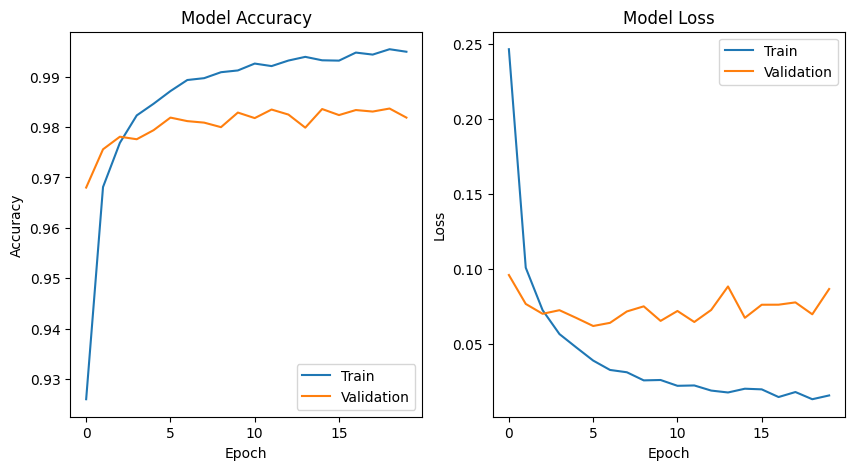 Model Accuracy
Accuracy
0.99
0.98
0.97
0.96
0.95
0.94
0.93
0
5
10
15
Epoch
Train
Validation
Model Loss
Loss
0.25
0.20
0.15
0.10
0.05
0
5
10
15
Epoch
Train
Validation